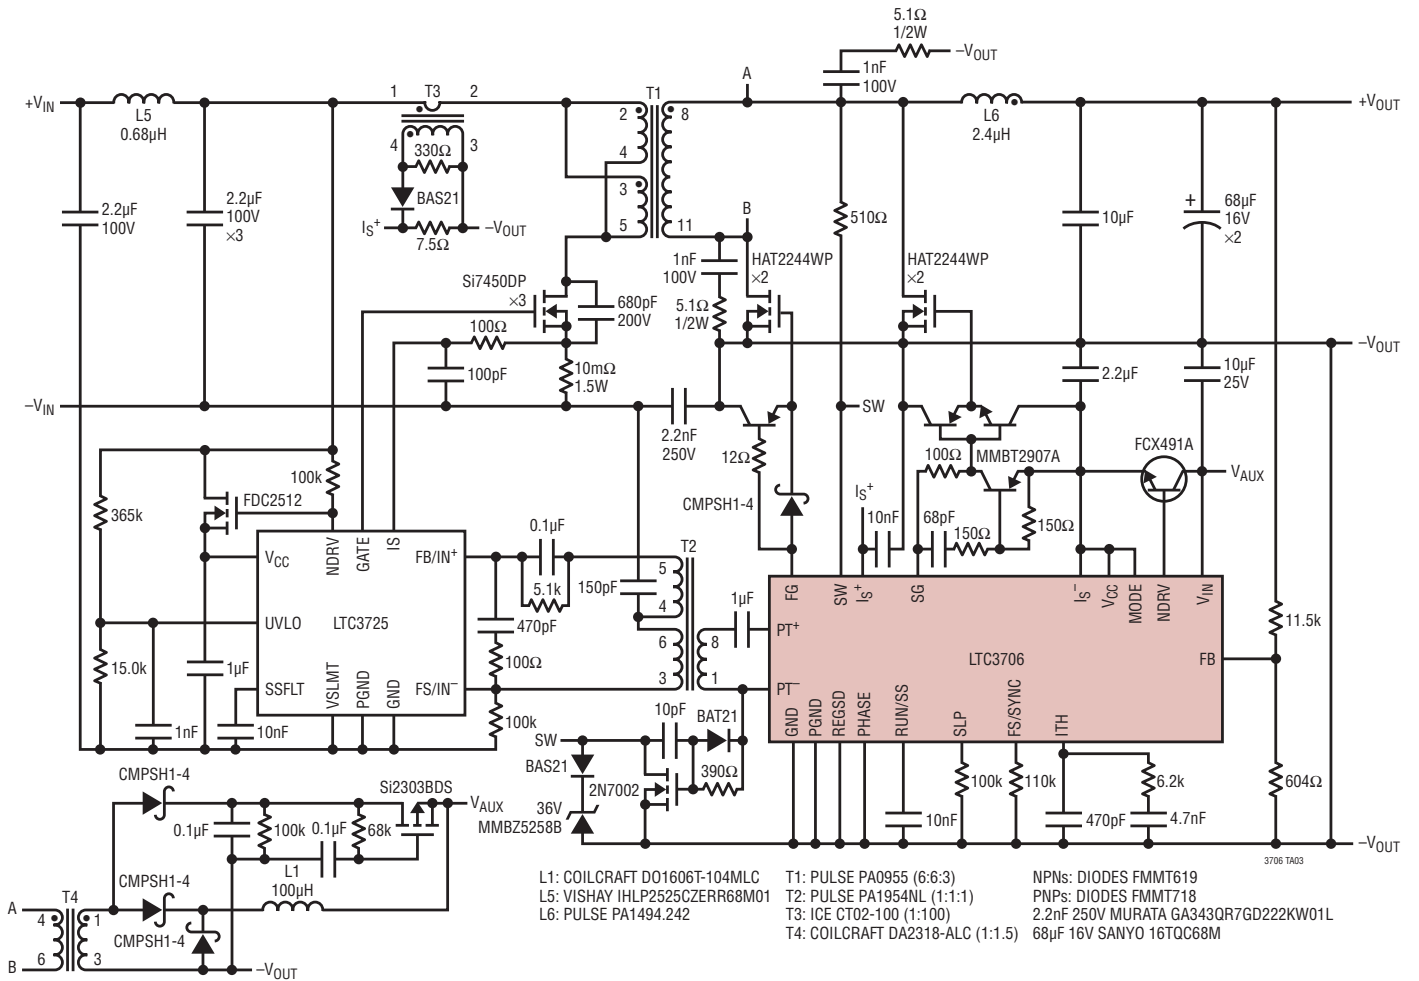 5.1Ω
1/2W
–VOUT
1nF
100V
A
+VIN
L5
0.68µH
1
T3
2
4
330Ω
3
BAS21
IS+
7.5Ω
–VOUT
T1
2
8
4
3
5
11
L6
2.4µH
+VOUT
2.2µF
100V
2.2µF
100V
×3
B
510Ω
10µF
+
68µF
16V
×2
Si7450DP
×3
680pF
200V
1nF
100V
5.1Ω
1/2W
HAT2244WP
×2
HAT2244WP
×2
–VOUT
100Ω
100pF
10mΩ
1.5W
2.2µF
10µF
25V
–VIN
SW
2.2nF
250V
12Ω
CMPSH1-4
100Ω
MMBT2907A
FCX491A
VAUX
100k
FDC2512
365k
IS+
10nF
68pF
150Ω
150Ω
0.1µF
5.1k
VCC
NDRV
GATE
IS
FB/IN+
UVLO
LTC3725
SSFLT
VSLMT
PGND
GND
FS/IN–
15.0k
1µF
1nF
10nF
470pF
100Ω
100k
150pF
T2
5
4
6
3
8
1
1µF
FG
SW
IS+
SG
IS–
VCC
MODE
NDRV
VIN
PT+
LTC3706
FB
PT–
GND
PGND
REGSD
PHASE
RUN/SS
SLP
FS/SYNC
ITH
11.5k
10pF
BAT21
SW
BAS21
390Ω
2N7002
36V
MMBZ5258B
10nF
100k
110k
470pF
6.2k
4.7nF
604Ω
–VOUT
3706 TA03
CMPSH1-4
Si2303BDS
VAUX
0.1µF
100k
0.1µF
68k
L1
100µH
CMPSH1-4
CMPSH1-4
T4
A
4
1
B
6
3
–VOUT
L1: COILCRAFT DO1606T-104MLC
L5: VISHAY IHLP2525CZERR68M01
L6: PULSE PA1494.242
T1: PULSE PA0955 (6:6:3)
T2: PULSE PA1954NL (1:1:1)
T3: ICE CT02-100 (1:100)
T4: COILCRAFT DA2318-ALC (1:1.5)
NPNs: DIODES FMMT619
PNPs: DIODES FMMT718
2.2nF 250V MURATA GA343QR7GD222KW01L
68µF 16V SANYO 16TQC68M